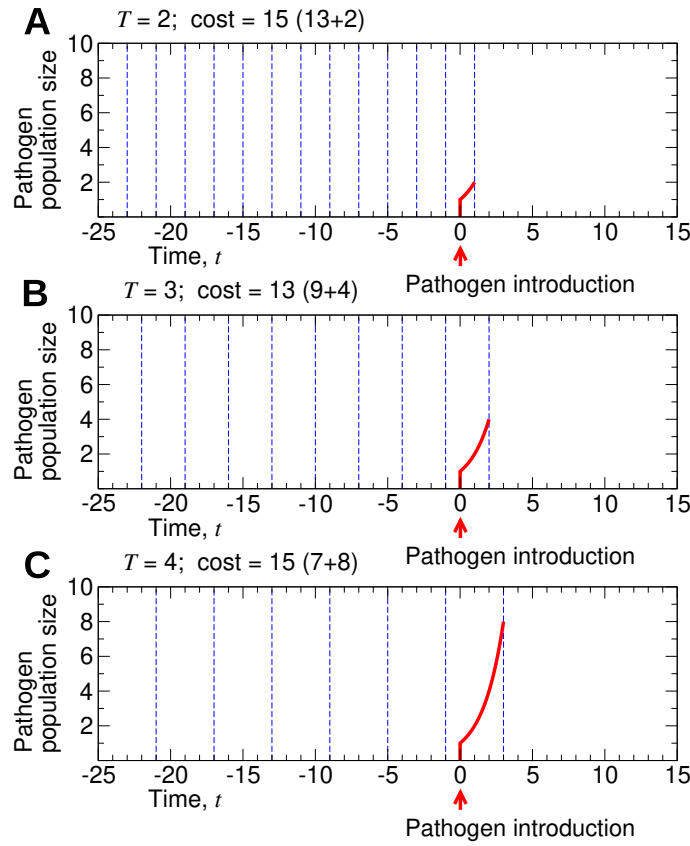 A
T = 2; cost = 15 (13+2)
Pathogen
population size
10
8
6
4
2
-25 -20 -15 -10 -5 0 5 10 15
Time, t
Pathogen introduction
B
T = 3; cost = 13 (9+4)
Pathogen
population size
10
8
6
4
2
-25 -20 -15 -10 -5 0 5 10 15
Time, t
Pathogen introduction
C
T = 4; cost = 15 (7+8)
Pathogen
population size
10
8
6
4
2
-25 -20 -15 -10 -5 0 5 10 15
Time, t
Pathogen introduction